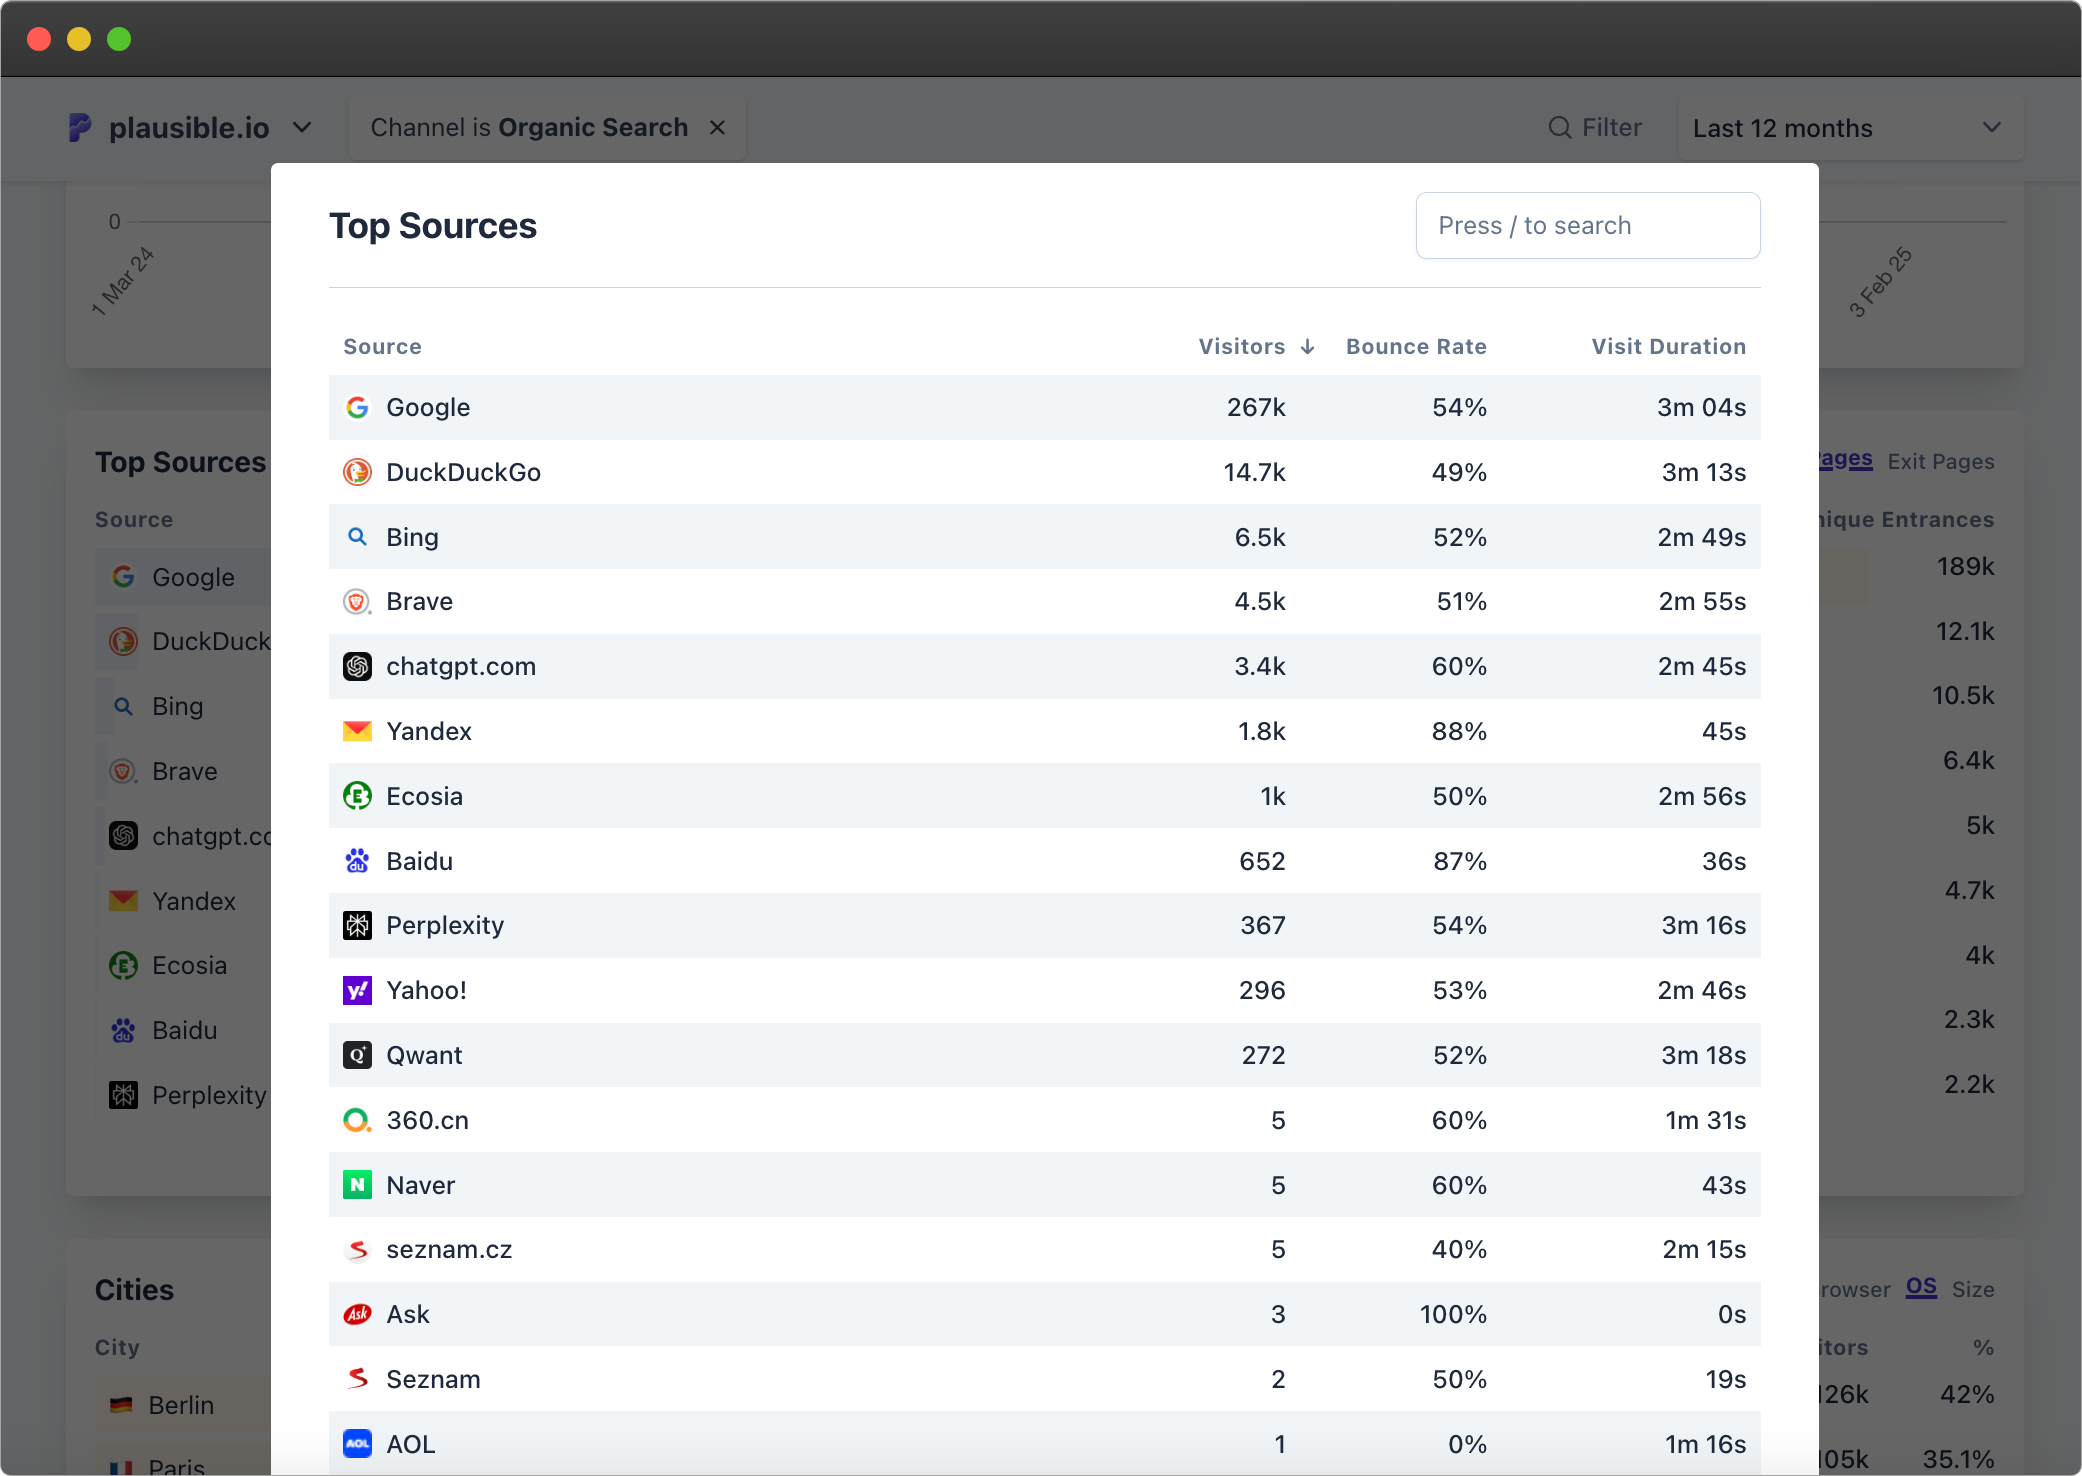 plausible.io
Channel is Organic Search
Filter
Last 12 months
0
1 Mar 24
3 Feb 25
Top Sources
Press / to search
Source Visitors ↓ Bounce Rate Visit Duration
Google 267k 54% 3m 04s
DuckDuckGo 14.7k 49% 3m 13s
Bing 6.5k 52% 2m 49s
Brave 4.5k 51% 2m 55s
chatgpt.com 3.4k 60% 2m 45s
Yandex 1.8k 88% 45s
Ecosia 1k 50% 2m 56s
Baidu 652 87% 36s
Perplexity 367 54% 3m 16s
Yahoo! 296 53% 2m 46s
Qwant 272 52% 3m 18s
360.cn 5 60% 1m 31s
Naver 5 60% 43s
seznam.cz 5 40% 2m 15s
Ask 3 100% 0s
Seznam 2 50% 19s
AOL 1 0% 1m 16s
Top Sources
Source
Google
DuckDuck
Bing
Brave
chatgpt.co
Yandex
Ecosia
Baidu
Perplexity
Cities
City
Berlin
Paris
Pages Exit Pages
nique Entrances
189k
12.1k
10.5k
6.4k
5k
4.7k
4k
2.3k
2.2k
rowser OS Size
itors %
126k 42%
105k 35.1%